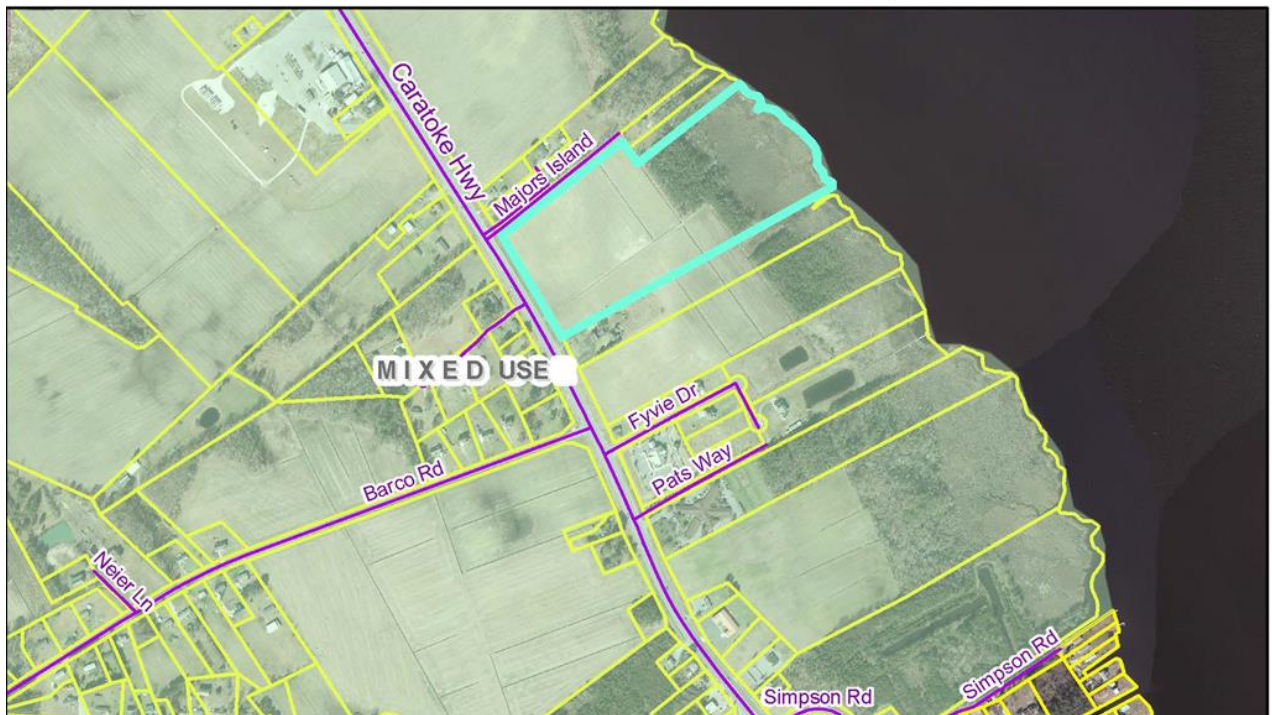 Caratoke Hwy
Majors Island
MIXED USE
Fyvie Dr
Pats Way
Barco Rd
Neier Ln
Simpson Rd
Simpson Rd